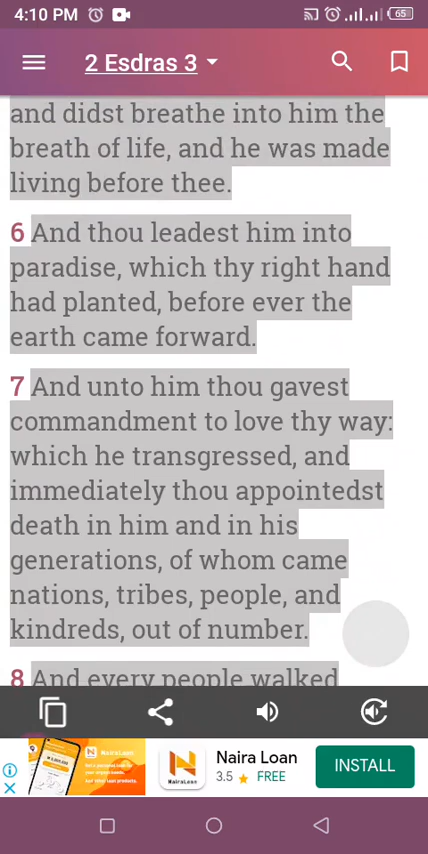 4:10 PM
65
2 Esdras 3
and didst breathe into him the
breath of life, and he was made
living before thee.
6 And thou leadest him into
paradise, which thy right hand
had planted, before ever the
earth came forward.
7 And unto him thou gavest
commandment to love thy way:
which he transgressed, and
immediately thou appointedst
death in him and in his
generations, of whom came
nations, tribes, people, and
kindreds, out of number.
8 And every people walked
NAIRALOAN
NairaLoan
Naira Loan
3.5 ★ FREE
INSTALL